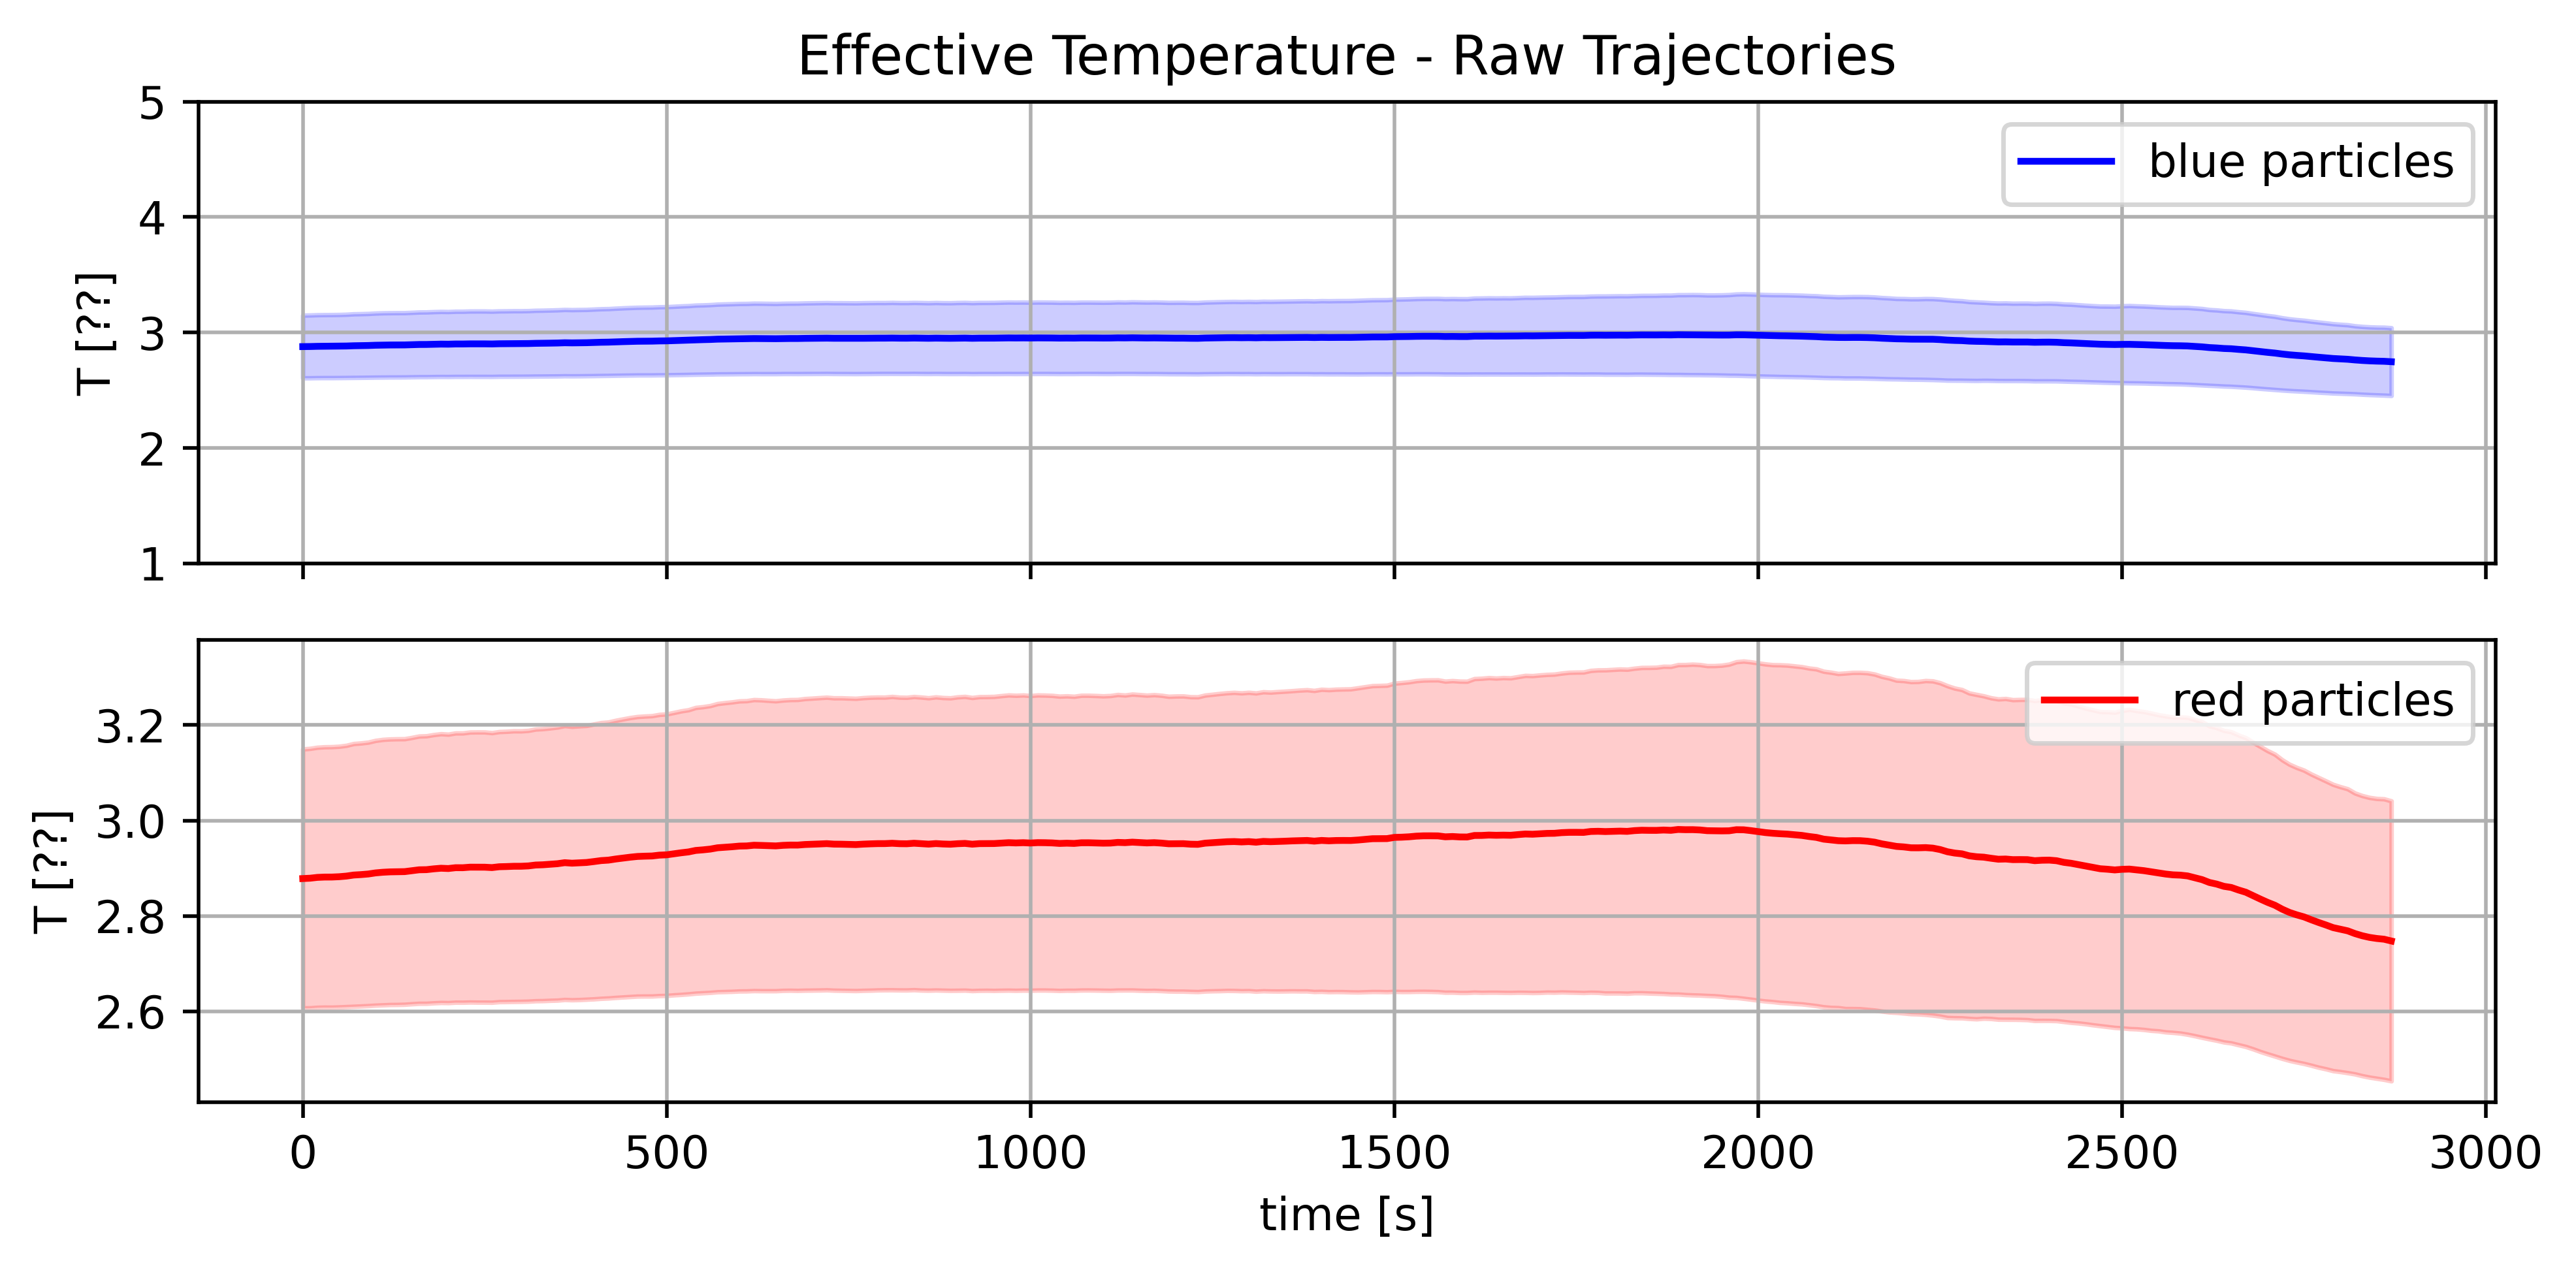 Effective Temperature - Raw Trajectories
5
4
3
2
1
T [??]
blue particles
3.2
3.0
2.8
2.6
T [??]
red particles
0 500 1000 1500 2000 2500 3000
time [s]